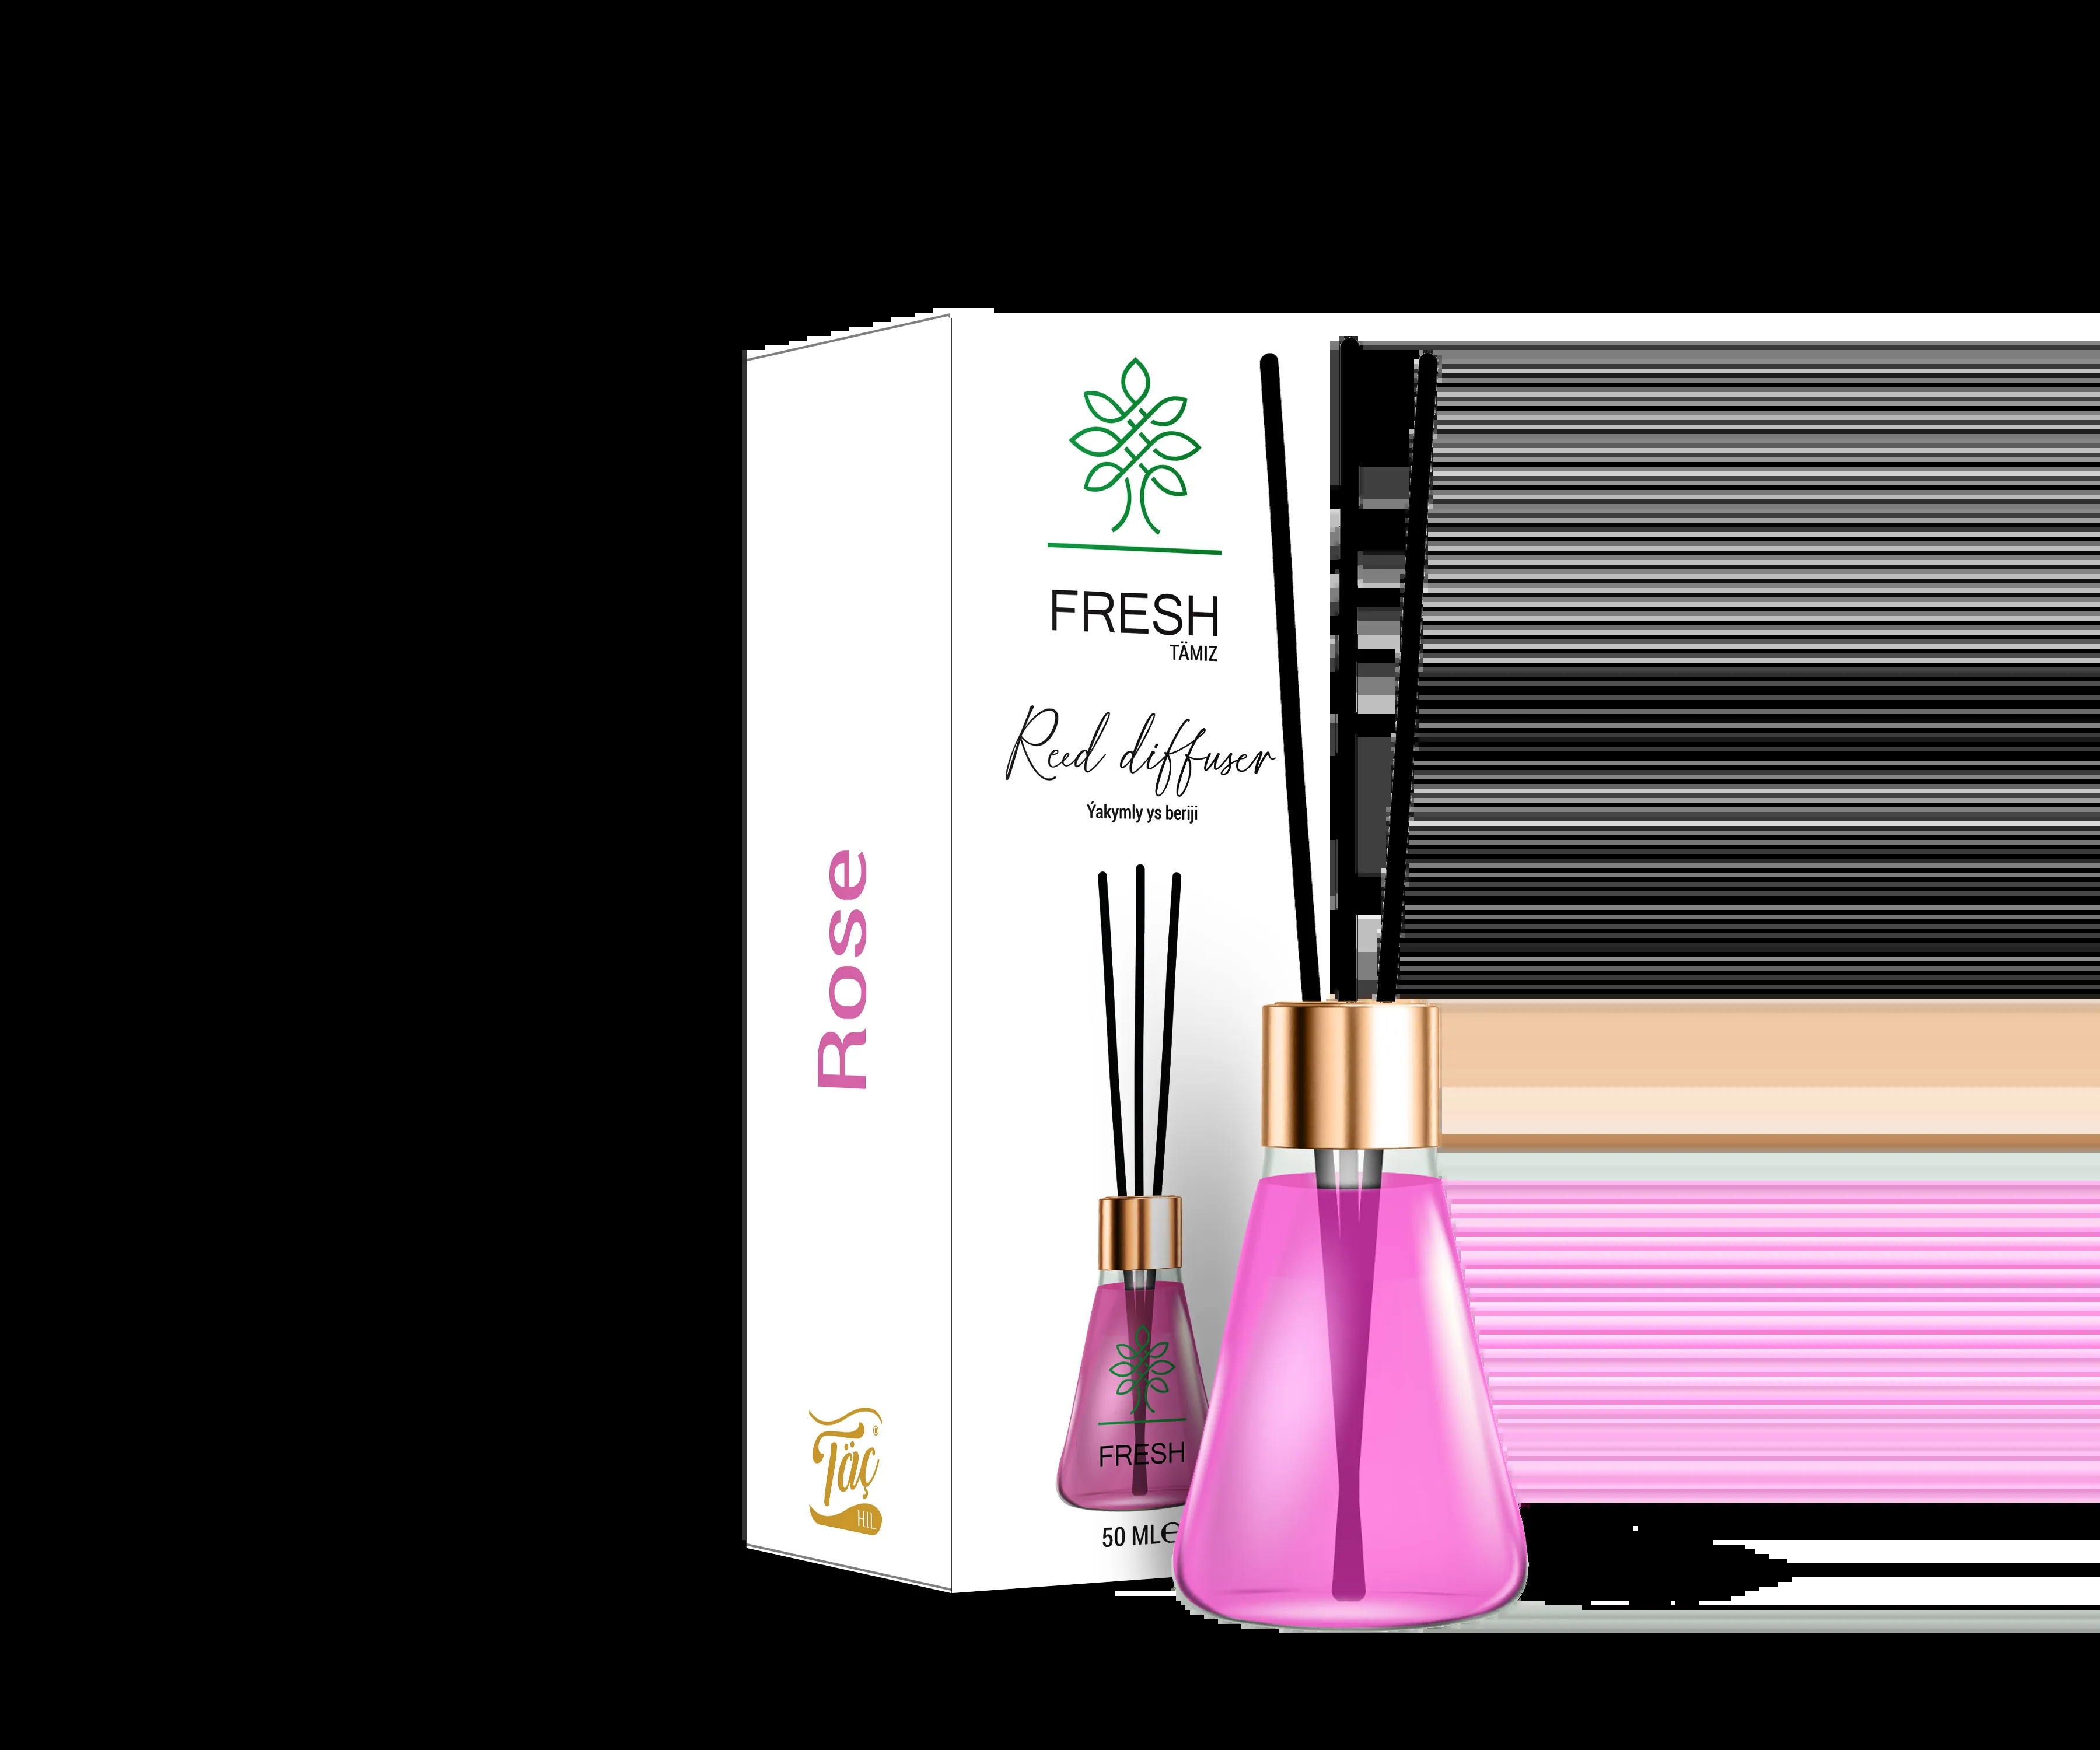 Rose
Täç®
HIL
FRESH
TÄMIZ
Reed diffuser
Ýakymly ys beriji
FRESH
50 ML℮